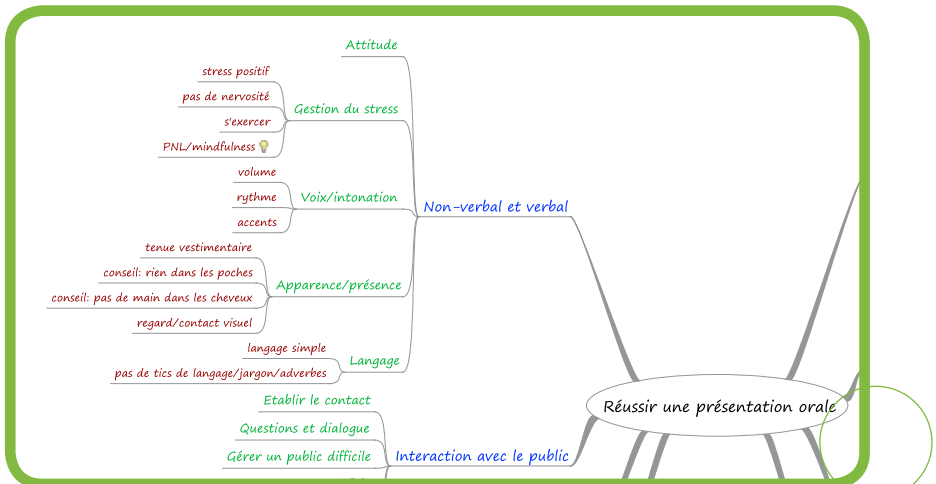 Attitude
stress positif
pas de nervosité
Gestion du stress
s'exercer
PNL/mindfulness
volume
rythme
Voix/intonation
accents
Non-verbal et verbal
tenue vestimentaire
conseil: rien dans les poches
Apparence/présence
conseil: pas de main dans les cheveux
regard/contact visuel
langage simple
Langage
pas de tics de langage/jargon/adverbes
Etablir le contact
Réussir une présentation orale
Questions et dialogue
Gérer un public difficile
Interaction avec le public